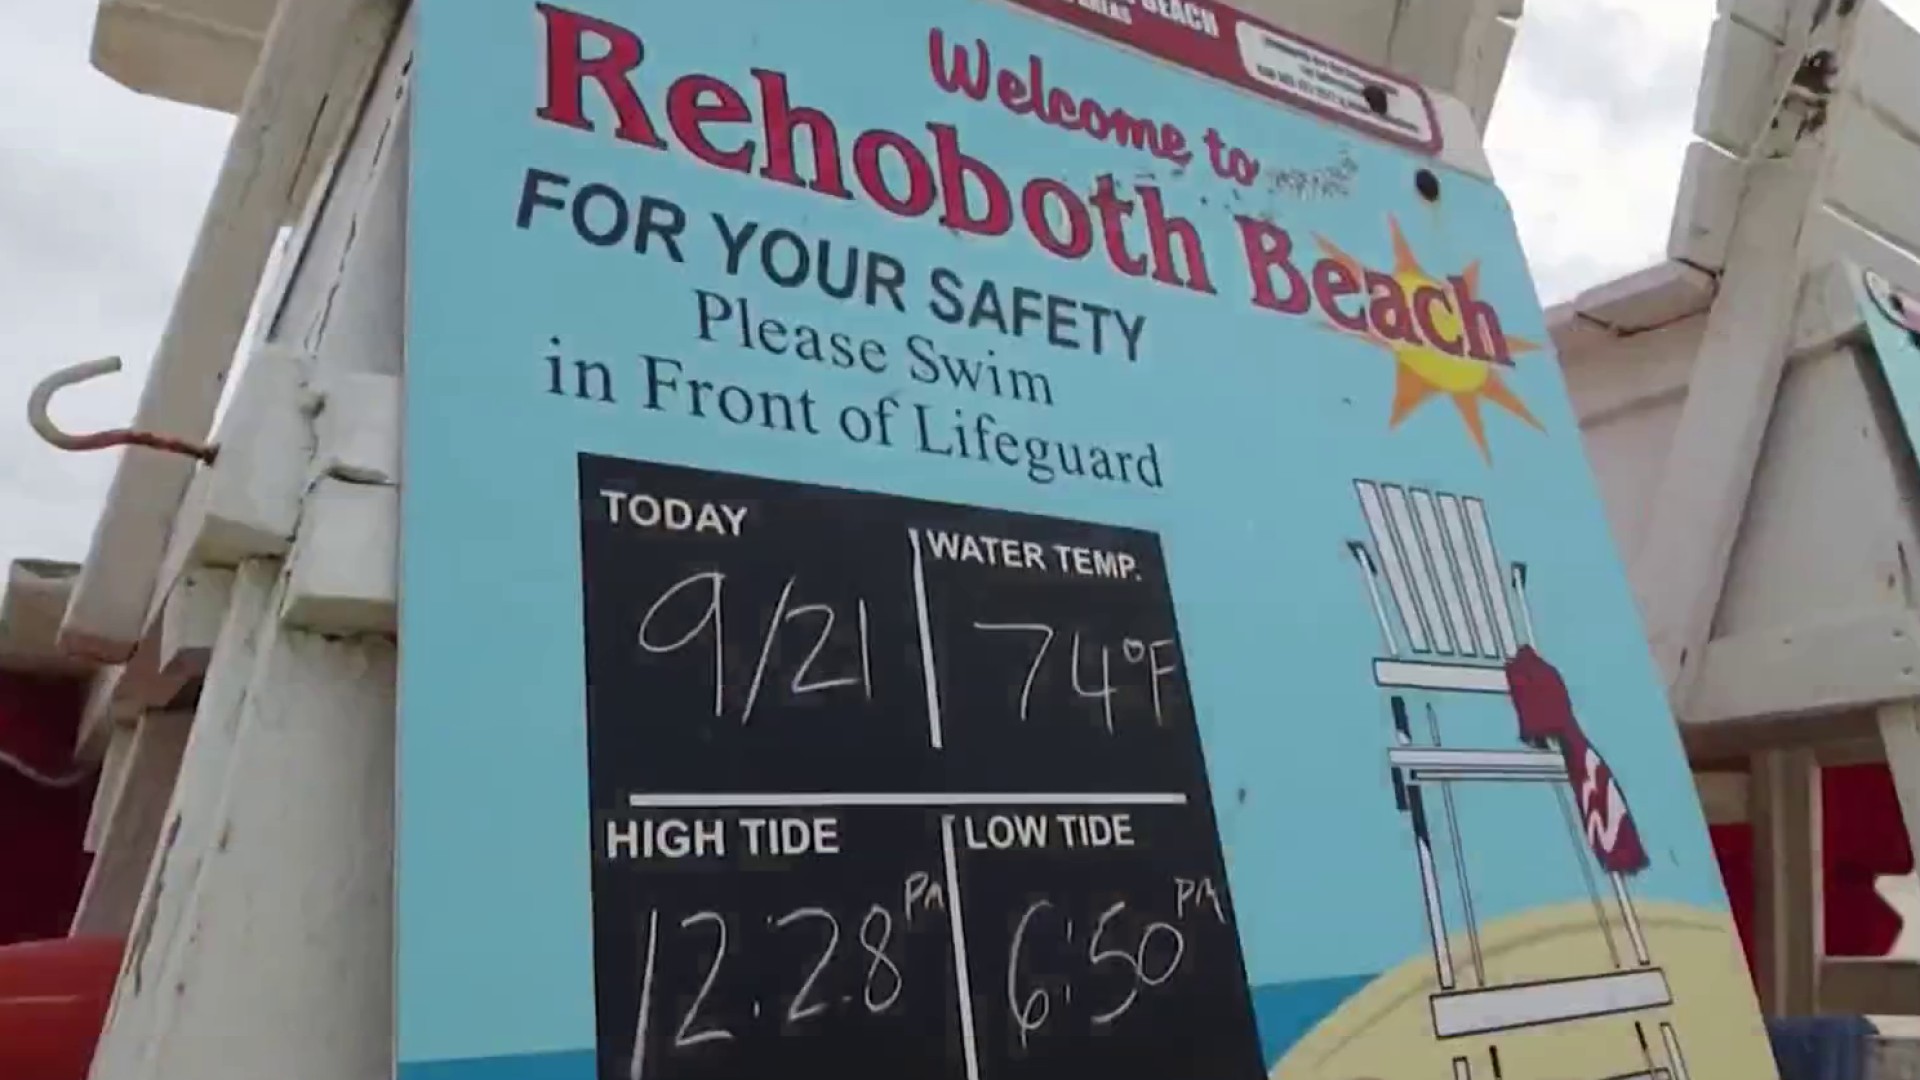 BEACH
Welcome to
Rehoboth Beach
FOR YOUR SAFETY
Please Swim
in Front of Lifeguard
TODAY
WATER TEMP.
9/21
74°F
HIGH TIDE
LOW TIDE
12:28 PM
6:50 PM